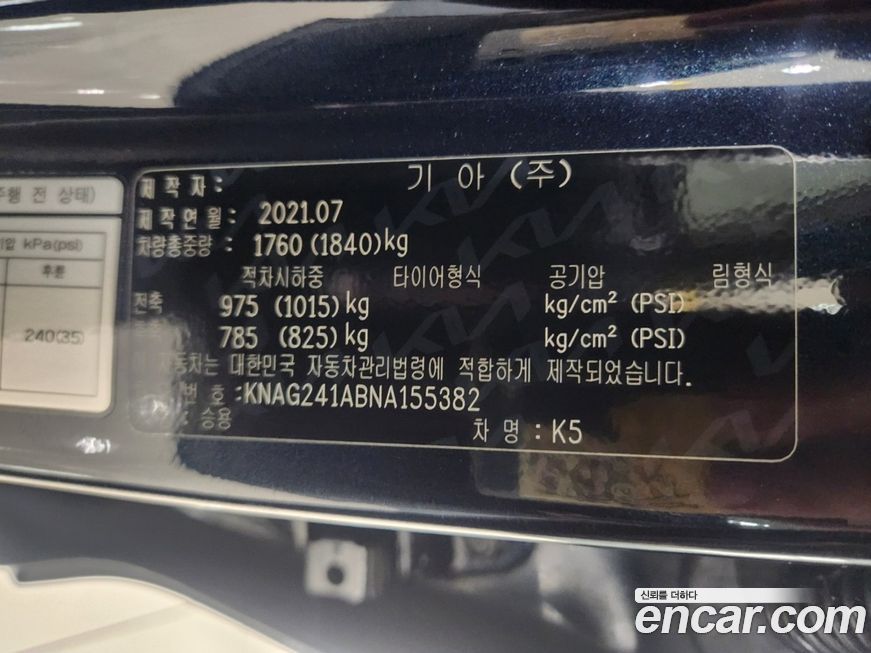 주행 전 상태)
기압 kPa(psi)
후륜
240(35)
제작자: 기아(주)
제작연월: 2021.07
차량총중량: 1760 (1840)kg
적차시하중 타이어형식 공기압 림형식
전축 975 (1015)kg kg/cm² (PSI)
785 (825)kg kg/cm² (PSI)
자동차는 대한민국 자동차관리법령에 적합하게 제작되었습니다.
번호:KNAG241ABNA155382
: 승용 차명:K5
신뢰를 더하다
encar.com